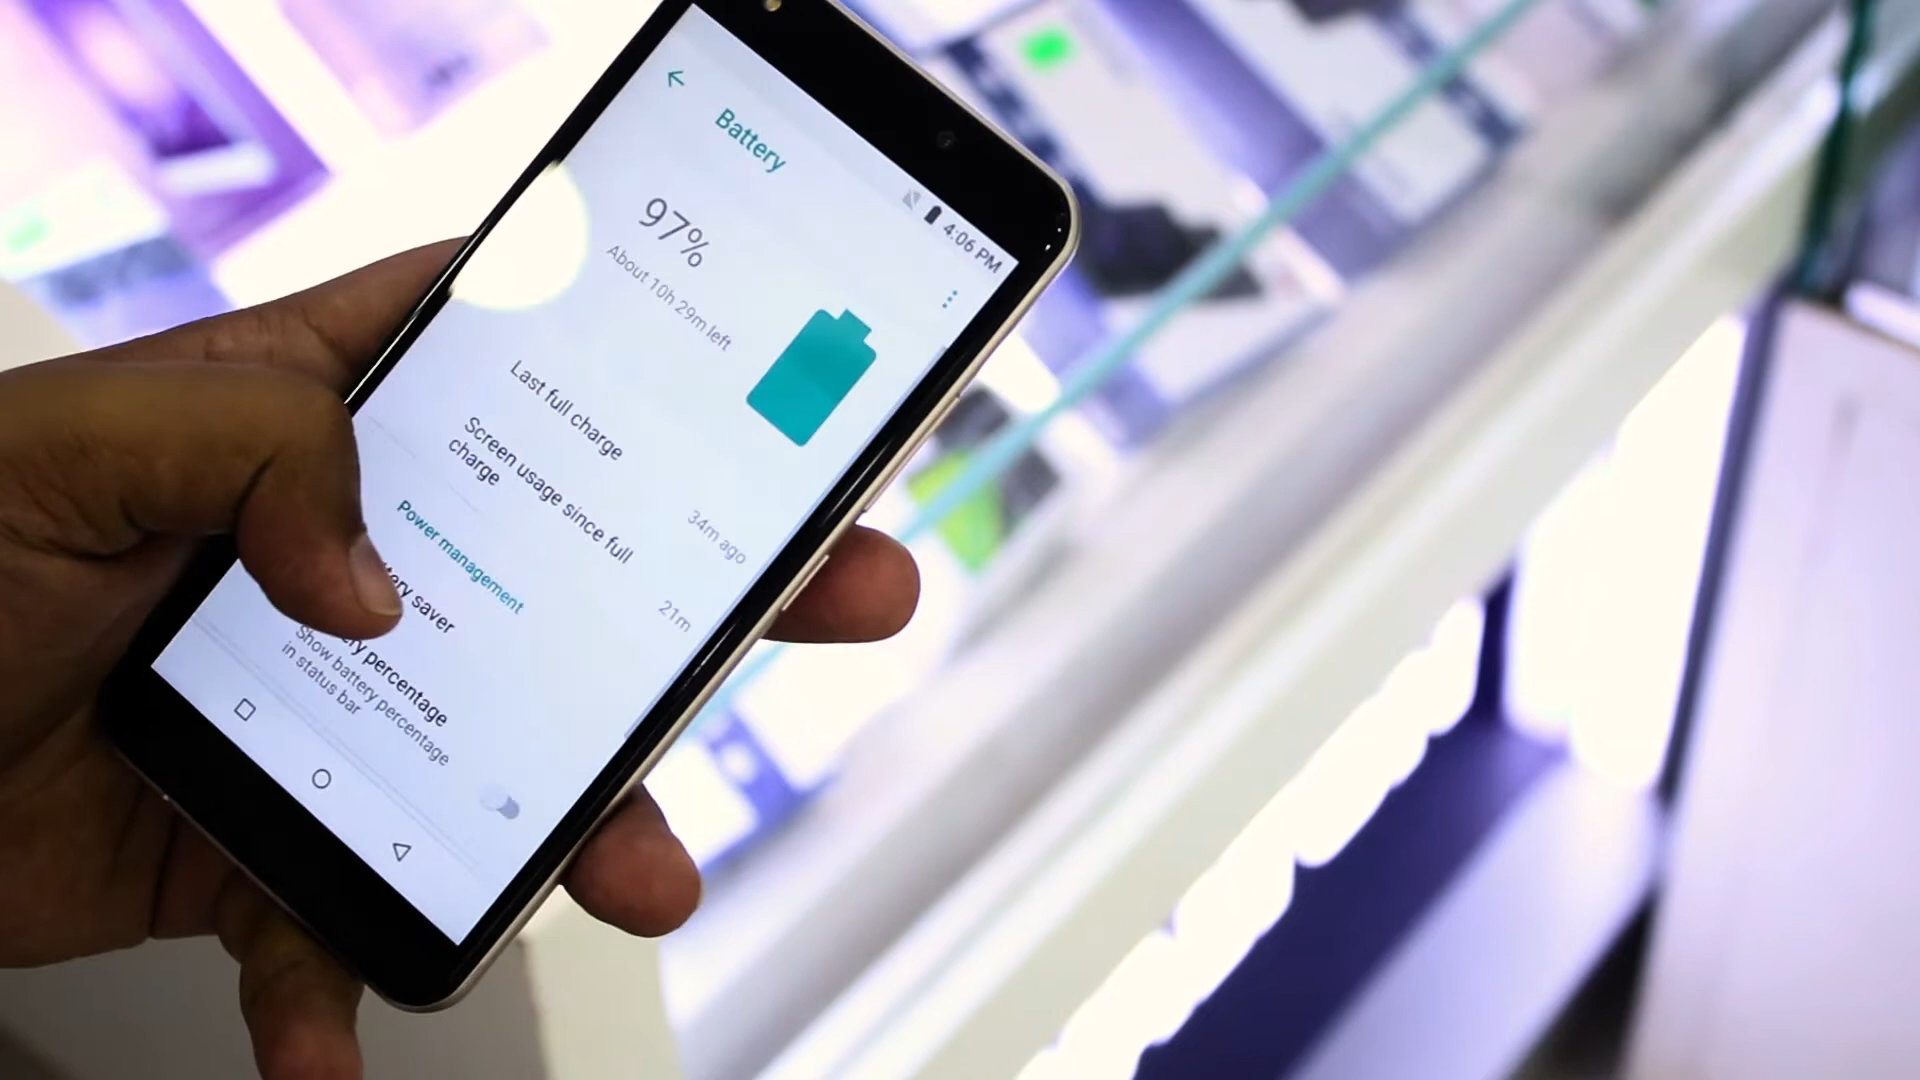 4:06 PM
Battery
97%
About 10h 29m left
Last full charge
34m ago
Screen usage since full
charge
21m
Power management
tery saver
ery percentage
Show battery percentage
in status bar